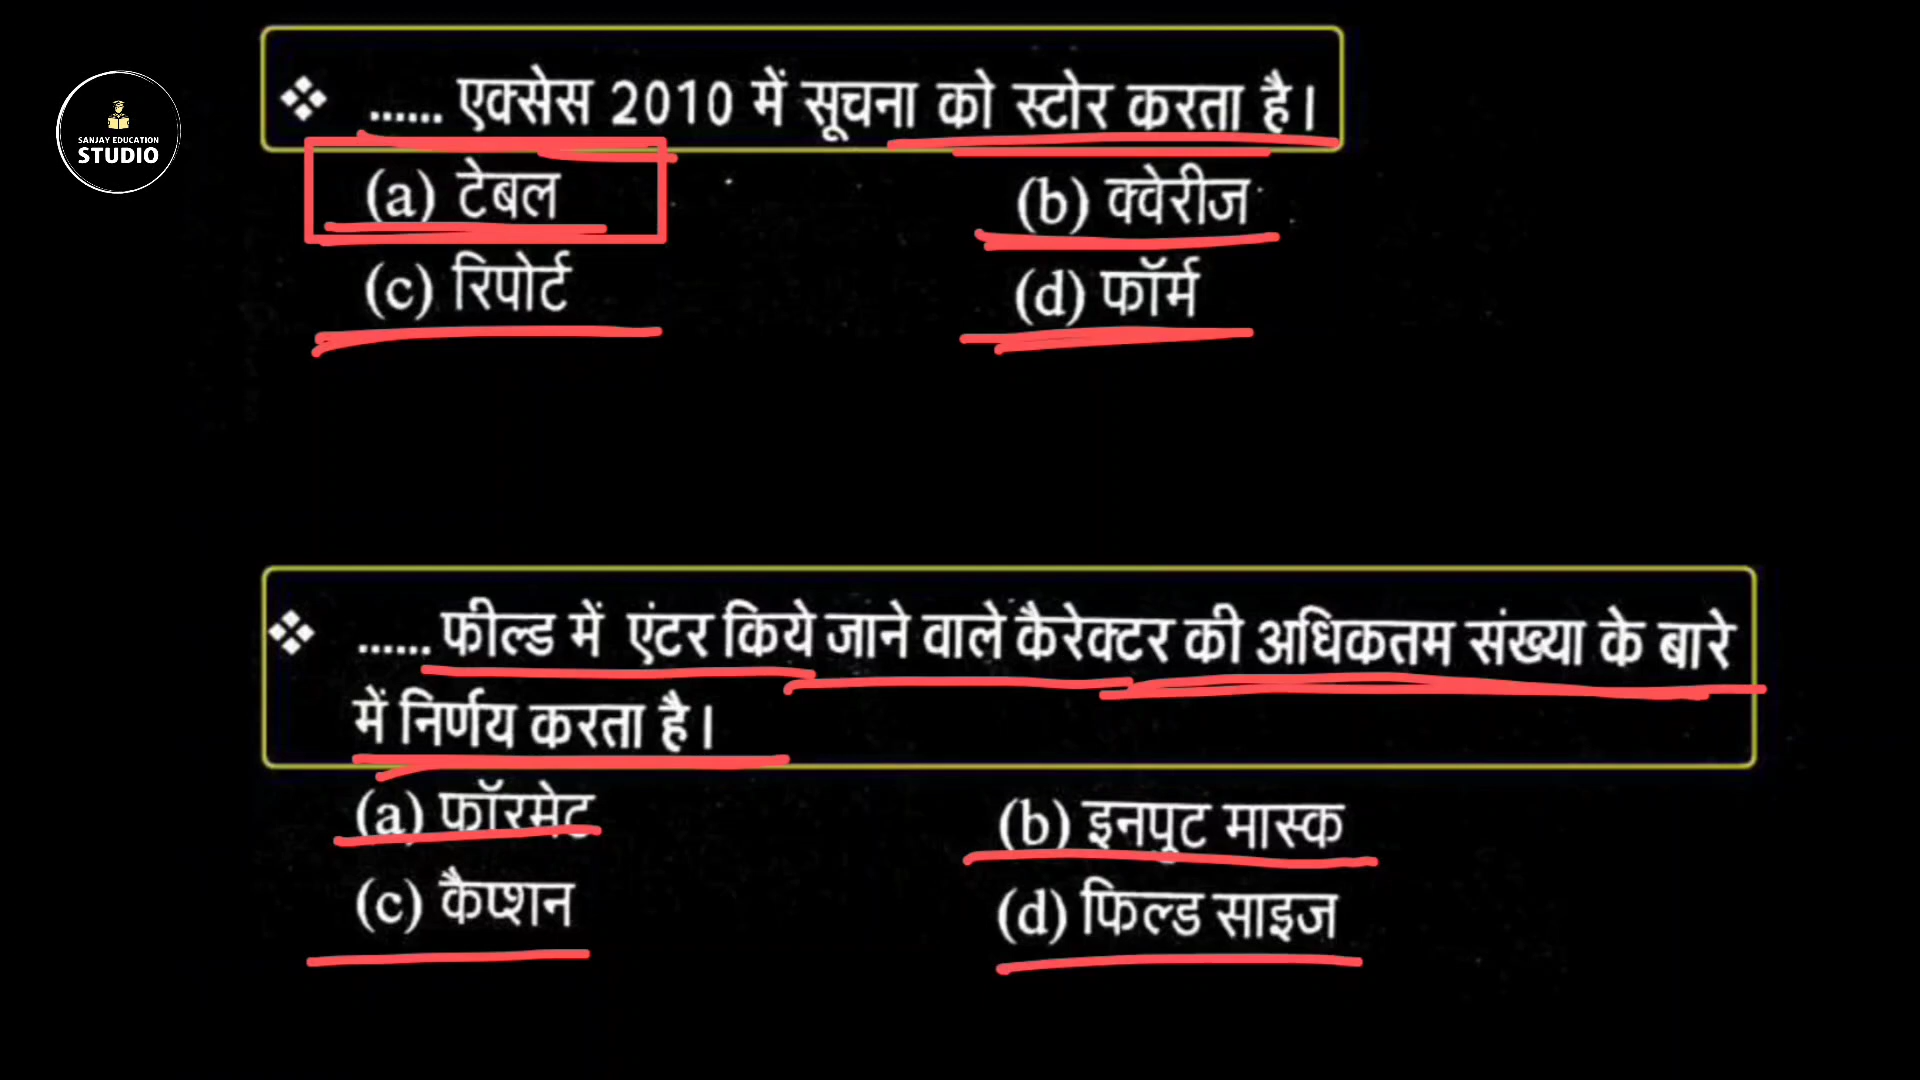 SANJAY EDUCATION
STUDIO
❖ ...... एक्सेस 2010 में सूचना को स्टोर करता है।
(a) टेबल (b) क्वेरीज
(c) रिपोर्ट (d) फॉर्म
❖ ...... फील्ड में एंटर किये जाने वाले कैरेक्टर की अधिकतम संख्या के बारे
में निर्णय करता है।
(a) फॉरमेट (b) इनपुट मास्क
(c) कैप्शन (d) फिल्ड साइज